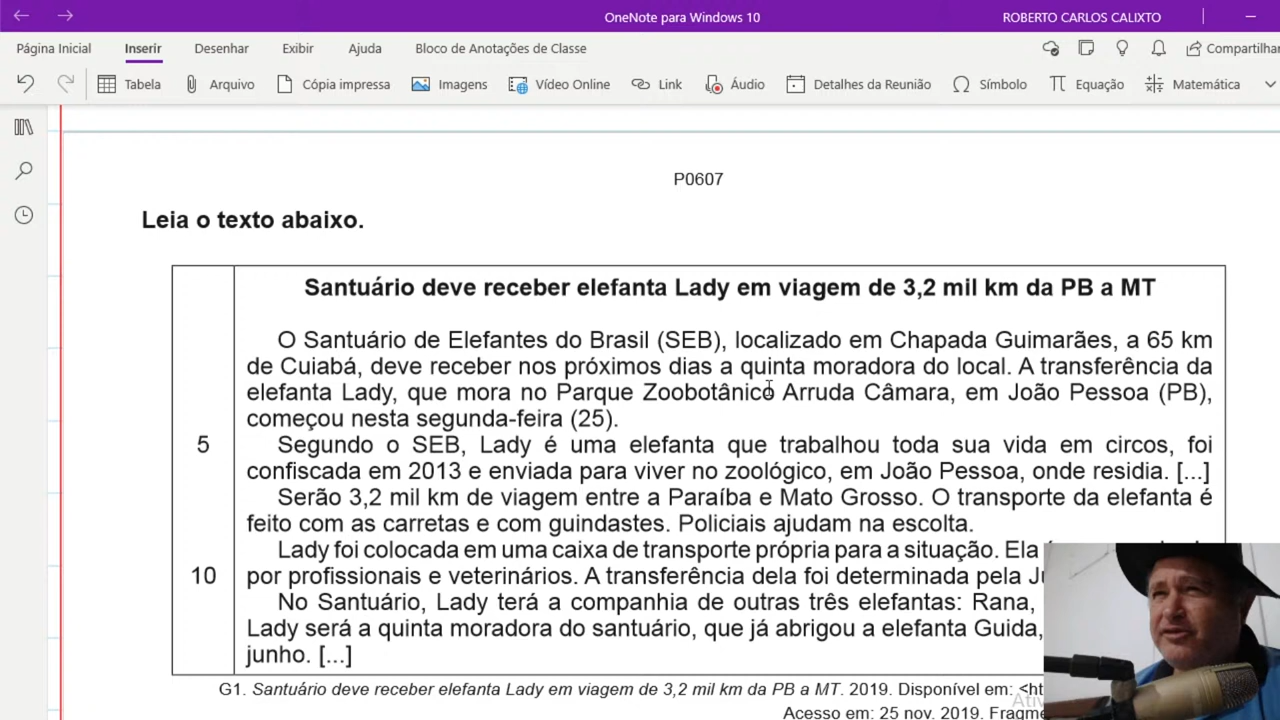 OneNote para Windows 10
ROBERTO CARLOS CALIXTO
Página Inicial Inserir Desenhar Exibir Ajuda Bloco de Anotações de Classe Compartilhar
Tabela Arquivo Cópia impressa Imagens Vídeo Online Link Áudio Detalhes da Reunião Símbolo Equação Matemática
P0607
Leia o texto abaixo.
Santuário deve receber elefanta Lady em viagem de 3,2 mil km da PB a MT
O Santuário de Elefantes do Brasil (SEB), localizado em Chapada Guimarães, a 65 km
de Cuiabá, deve receber nos próximos dias a quinta moradora do local. A transferência da
elefanta Lady, que mora no Parque Zoobotânico Arruda Câmara, em João Pessoa (PB),
começou nesta segunda-feira (25).
5 Segundo o SEB, Lady é uma elefanta que trabalhou toda sua vida em circos, foi
confiscada em 2013 e enviada para viver no zoológico, em João Pessoa, onde residia. [...]
Serão 3,2 mil km de viagem entre a Paraíba e Mato Grosso. O transporte da elefanta é
feito com as carretas e com guindastes. Policiais ajudam na escolta.
Lady foi colocada em uma caixa de transporte própria para a situação. Ela
10 por profissionais e veterinários. A transferência dela foi determinada pela
No Santuário, Lady terá a companhia de outras três elefantas: Rana,
Lady será a quinta moradora do santuário, que já abrigou a elefanta Guida,
junho. [...]
G1. Santuário deve receber elefanta Lady em viagem de 3,2 mil km da PB a MT. 2019. Disponível em:
Acesso em: 25 nov. 2019.